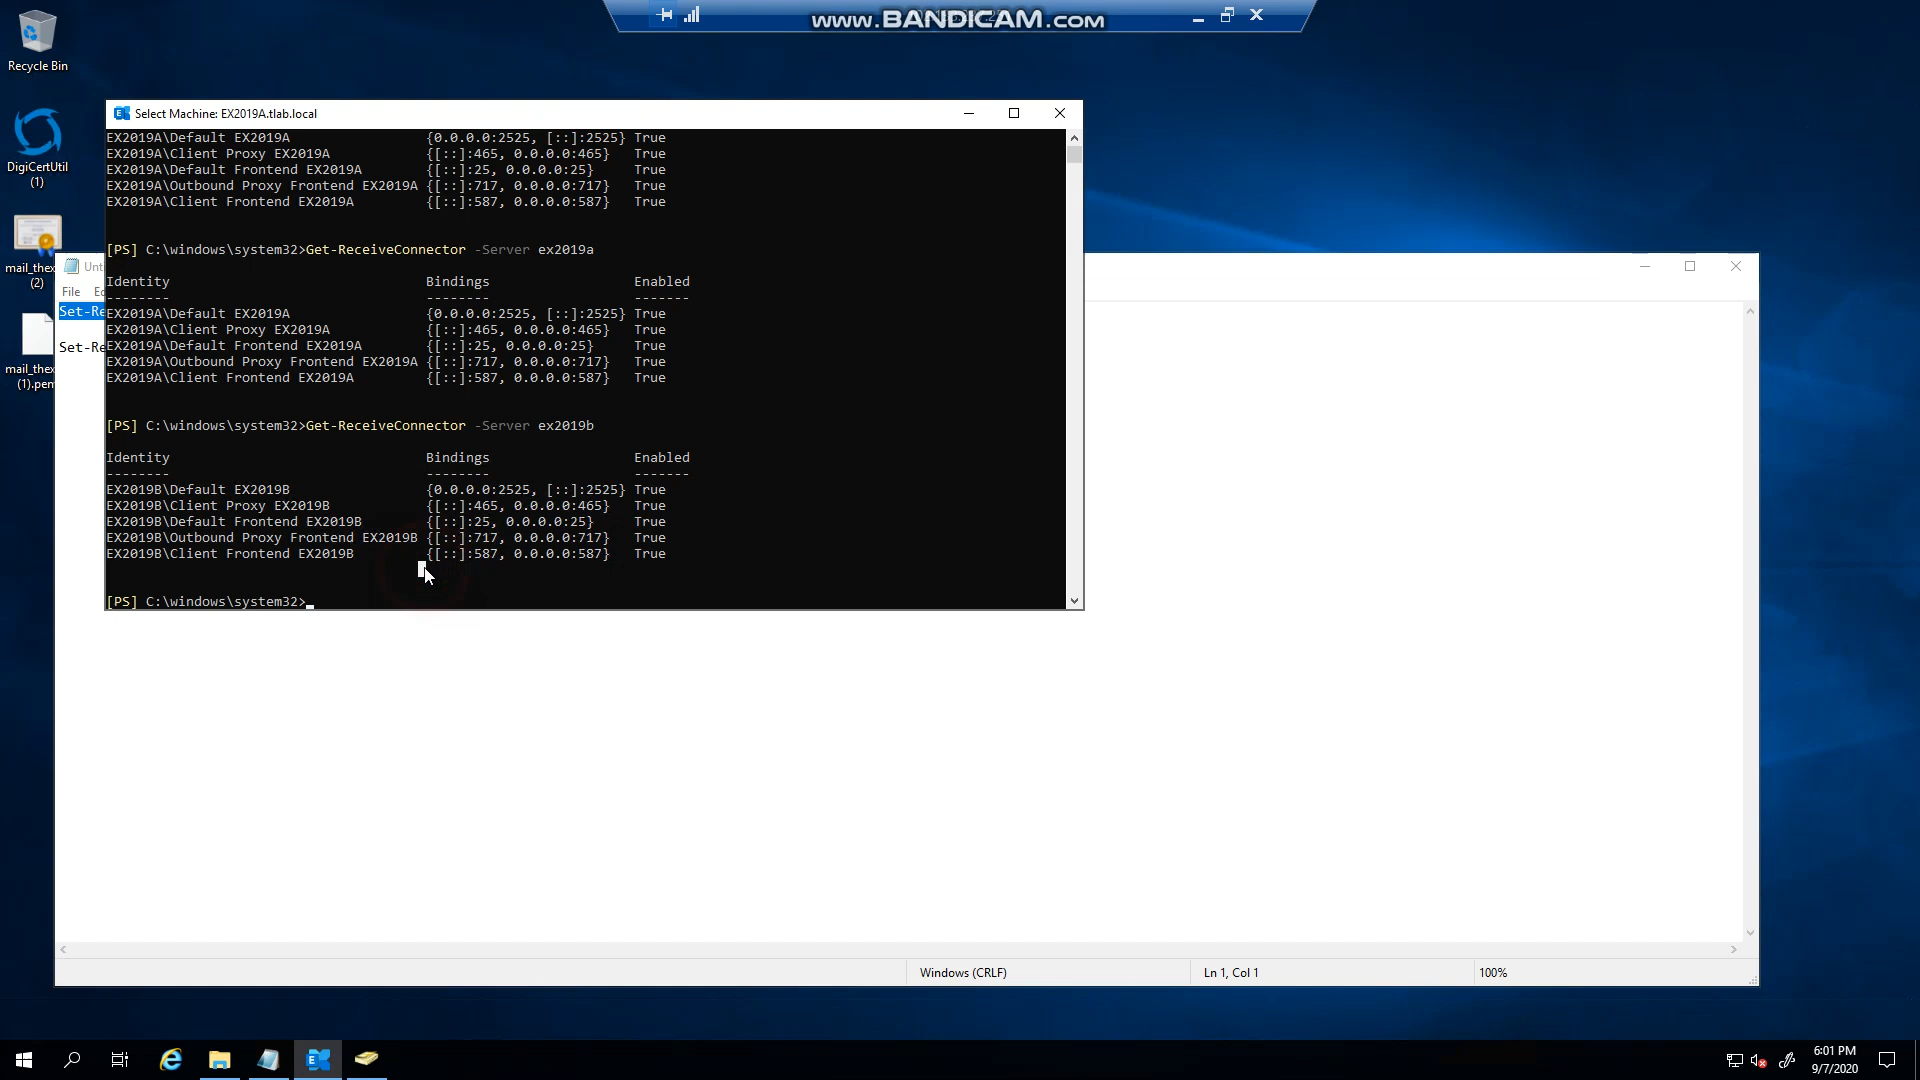 www.BANDICAM.com
Recycle Bin
DigiCertUtil
(1)
mail_thex
(2)
mail_thex
(1).pem
Select Machine: EX2019A.tlab.local
EX2019A\Default EX2019A {0.0.0.0:2525, [::]:2525} True
EX2019A\Client Proxy EX2019A {[::]:465, 0.0.0.0:465} True
EX2019A\Default Frontend EX2019A {[::]:25, 0.0.0.0:25} True
EX2019A\Outbound Proxy Frontend EX2019A {[::]:717, 0.0.0.0:717} True
EX2019A\Client Frontend EX2019A {[::]:587, 0.0.0.0:587} True
[PS] C:\windows\system32>Get-ReceiveConnector -Server ex2019a
Identity Bindings Enabled
-------- -------- -------
EX2019A\Default EX2019A {0.0.0.0:2525, [::]:2525} True
EX2019A\Client Proxy EX2019A {[::]:465, 0.0.0.0:465} True
EX2019A\Default Frontend EX2019A {[::]:25, 0.0.0.0:25} True
EX2019A\Outbound Proxy Frontend EX2019A {[::]:717, 0.0.0.0:717} True
EX2019A\Client Frontend EX2019A {[::]:587, 0.0.0.0:587} True
[PS] C:\windows\system32>Get-ReceiveConnector -Server ex2019b
Identity Bindings Enabled
-------- -------- -------
EX2019B\Default EX2019B {0.0.0.0:2525, [::]:2525} True
EX2019B\Client Proxy EX2019B {[::]:465, 0.0.0.0:465} True
EX2019B\Default Frontend EX2019B {[::]:25, 0.0.0.0:25} True
EX2019B\Outbound Proxy Frontend EX2019B {[::]:717, 0.0.0.0:717} True
EX2019B\Client Frontend EX2019B {[::]:587, 0.0.0.0:587} True
[PS] C:\windows\system32>
Unt
File Ed
Set-Re
Set-Re
Windows (CRLF) Ln 1, Col 1 100%
6:01 PM
9/7/2020